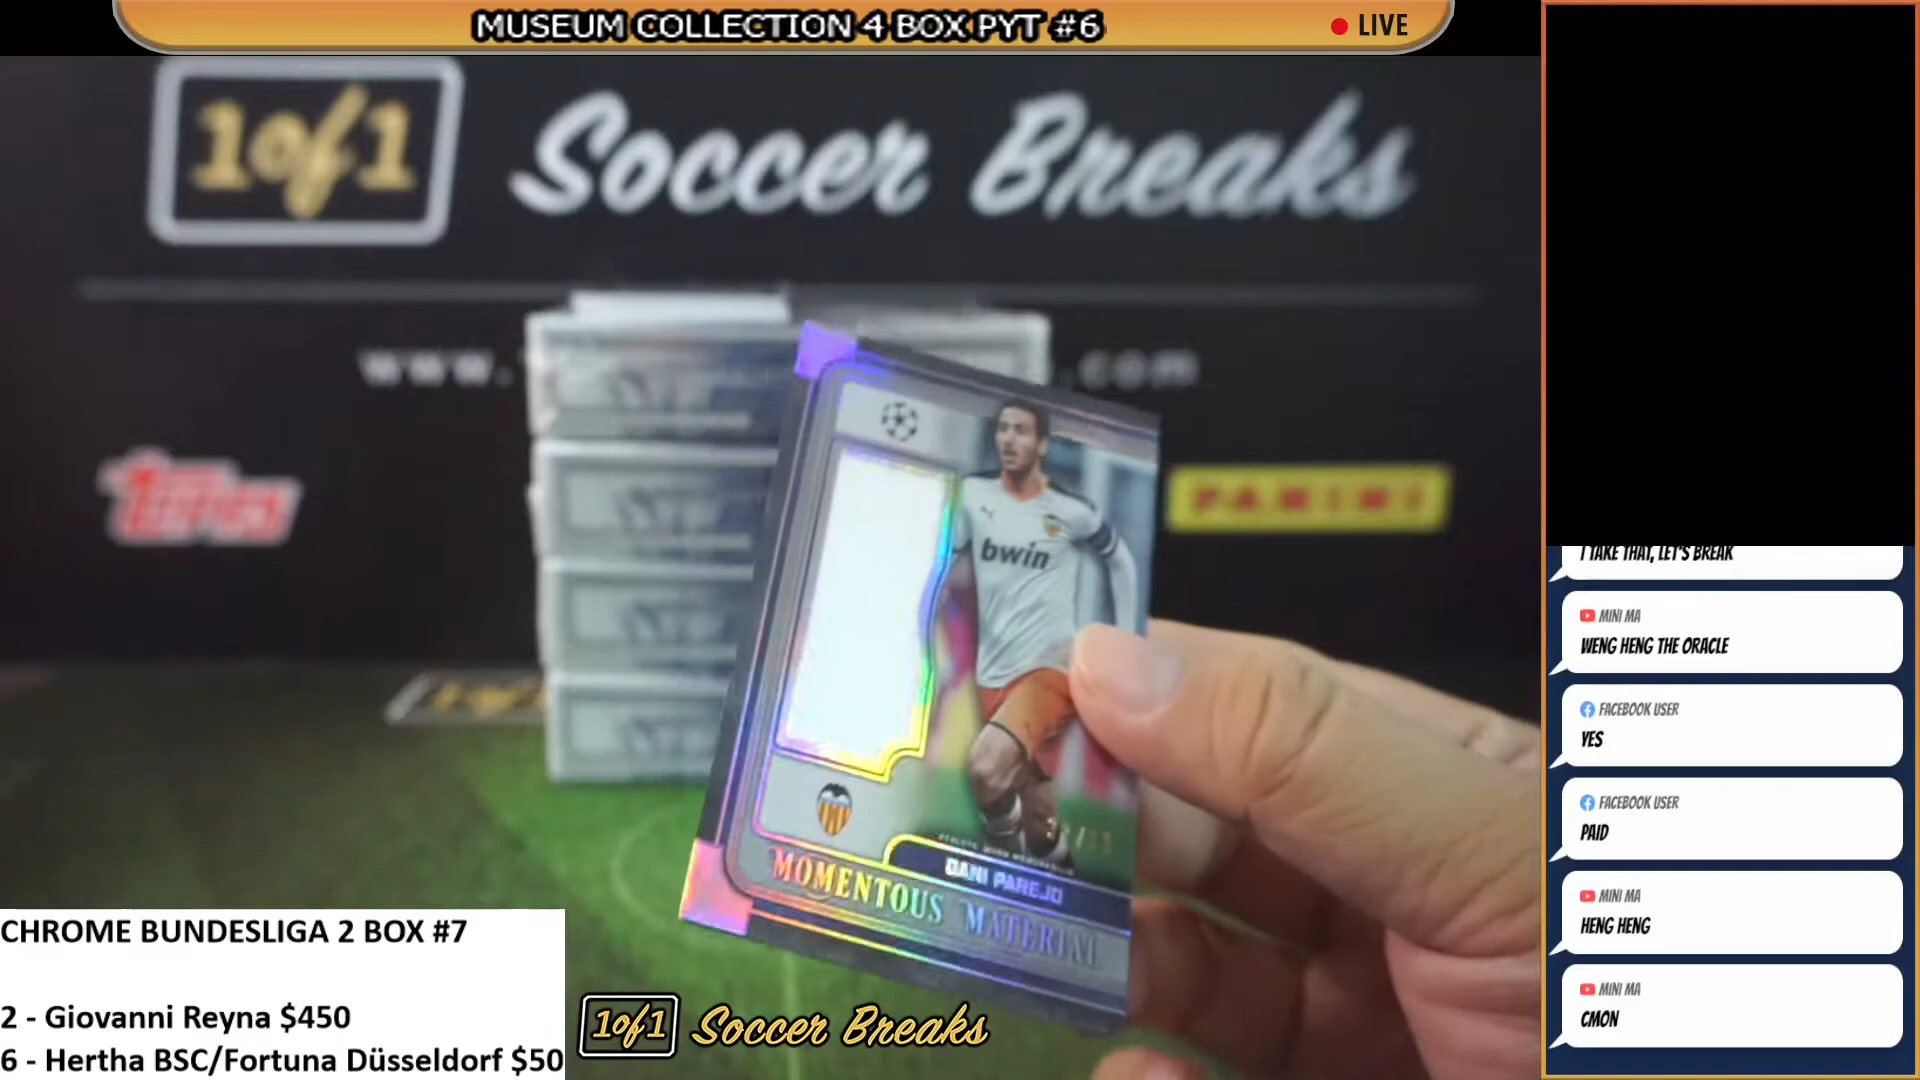 MUSEUM COLLECTION 4 BOX PYT #6
LIVE
1of1 Soccer Breaks
www.
.com
Topps
PANINI
bwin
DANI PAREJO
MOMENTOUS MATERIAL
I TAKE THAT, LET'S BREAK
MINI MA
WENG HENG THE ORACLE
FACEBOOK USER
YES
FACEBOOK USER
PAID
MINI MA
HENG HENG
MINI MA
CMON
CHROME BUNDESLIGA 2 BOX #7
2 - Giovanni Reyna $450
6 - Hertha BSC/Fortuna Düsseldorf $50
1of1 Soccer Breaks